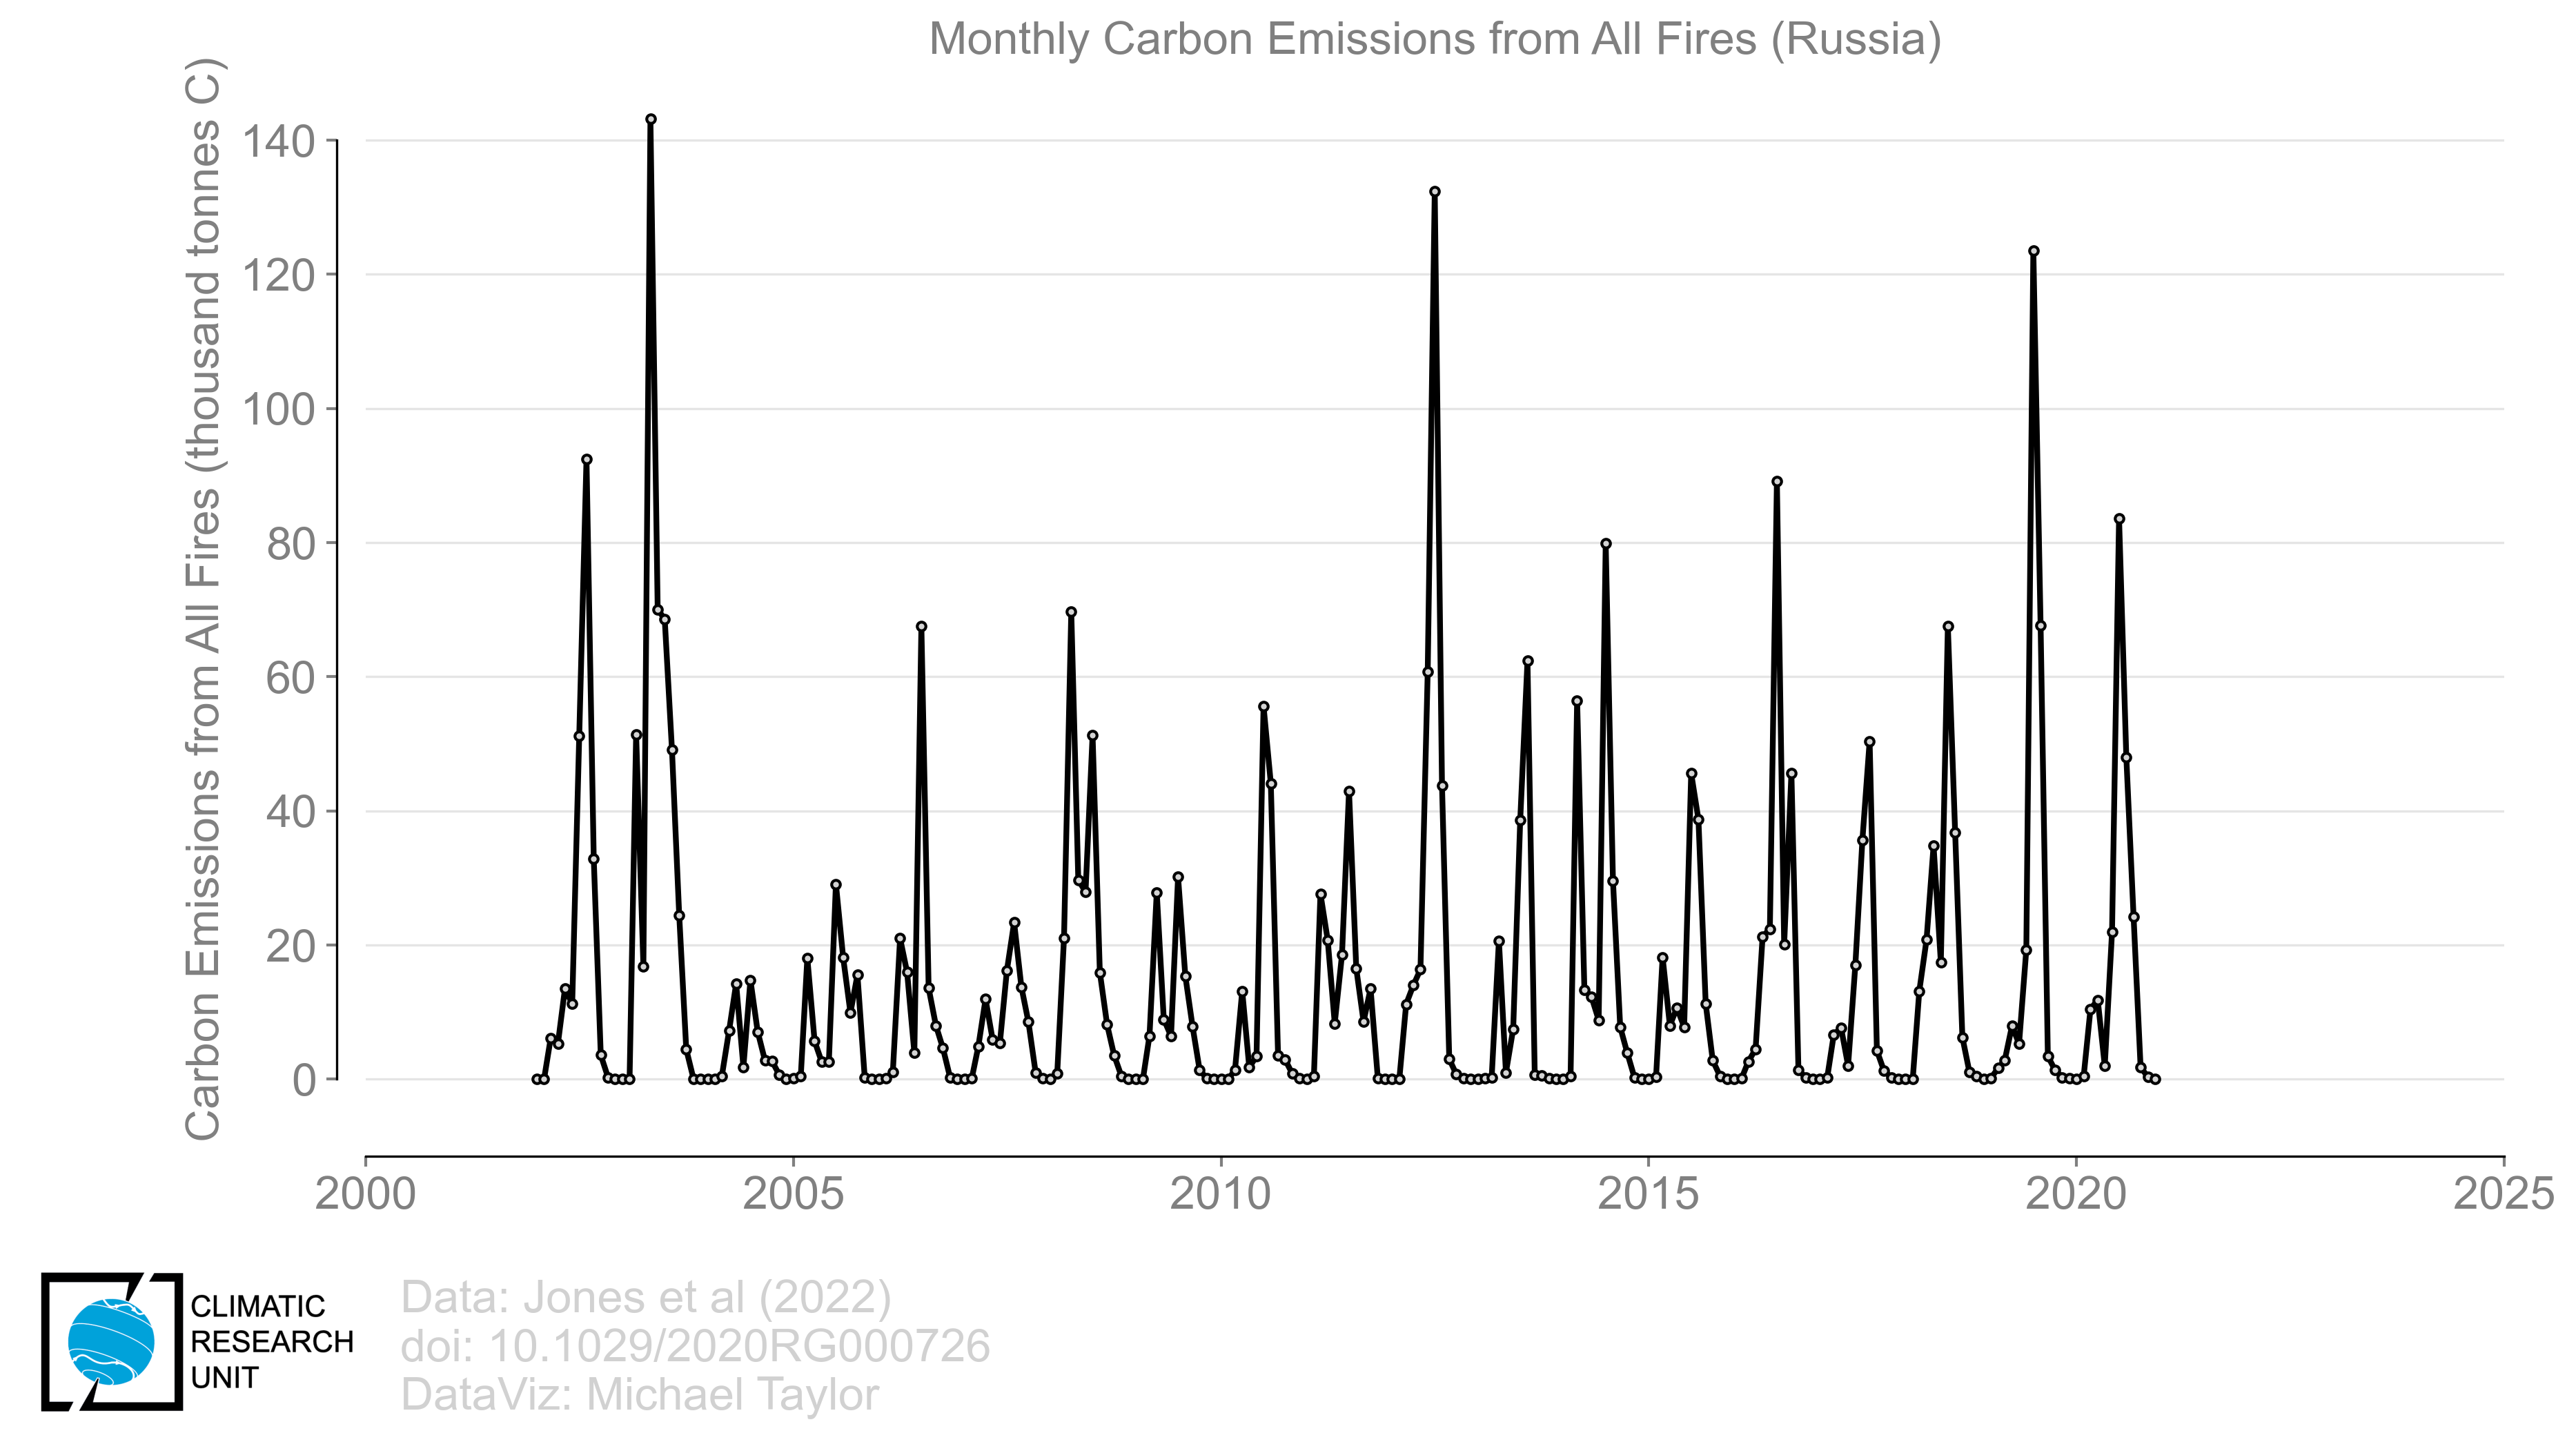 Monthly Carbon Emissions from All Fires (Russia)
Carbon Emissions from All Fires (thousand tonnes C)
140
120
100
80
60
40
20
0
2000 2005 2010 2015 2020 2025
CLIMATIC
RESEARCH
UNIT
Data: Jones et al (2022)
doi: 10.1029/2020RG000726
DataViz: Michael Taylor